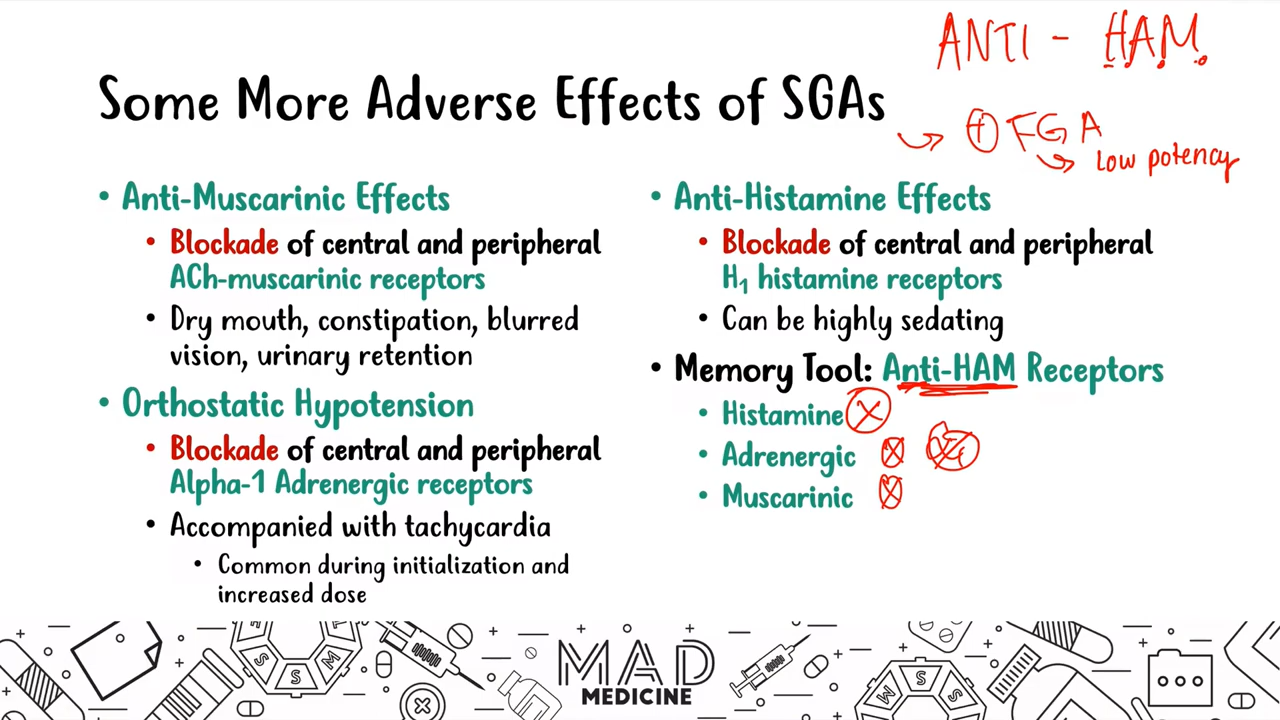 ANTI - HAM
Some More Adverse Effects of SGAs
+ FGA
low potency
• Anti-Muscarinic Effects
• Blockade of central and peripheral
ACh-muscarinic receptors
• Dry mouth, constipation, blurred
vision, urinary retention
• Orthostatic Hypotension
• Blockade of central and peripheral
Alpha-1 Adrenergic receptors
• Accompanied with tachycardia
• Common during initialization and
increased dose
• Anti-Histamine Effects
• Blockade of central and peripheral
H₁ histamine receptors
• Can be highly sedating
• Memory Tool: Anti-HAM Receptors
• Histamine
• Adrenergic
• Muscarinic
MAD
MEDICINE